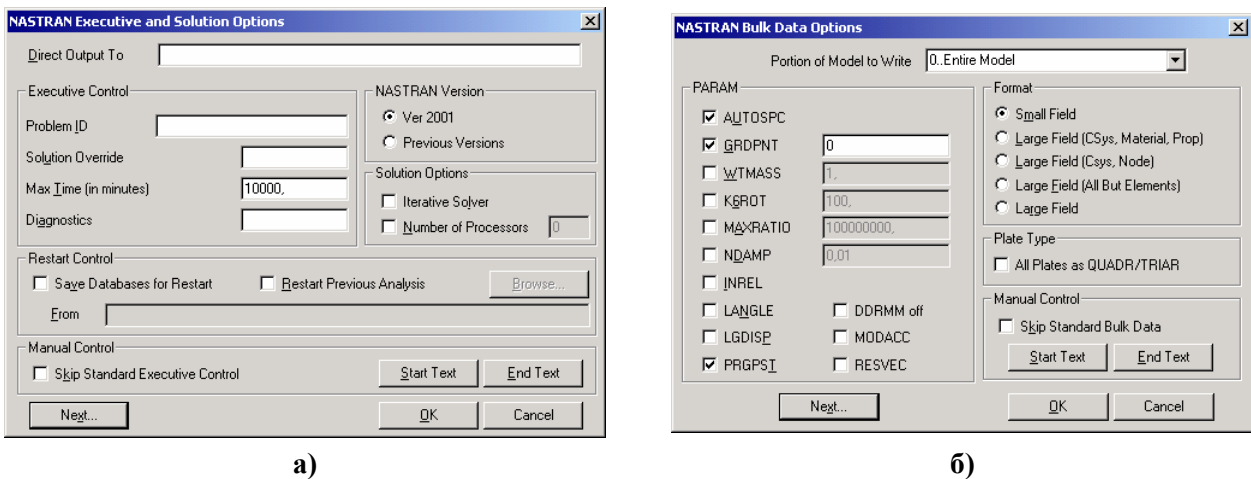 NASTRAN Executive and Solution Options
Direct Output To
Executive Control
Problem ID
Solution Override
Max Time (in minutes) 10000,
Diagnostics
NASTRAN Version
Ver 2001
Previous Versions
Solution Options
Iterative Solver
Number of Processors 0
Restart Control
Save Databases for Restart Restart Previous Analysis Browse...
From
Manual Control
Skip Standard Executive Control Start Text End Text
Next... OK Cancel
а)
NASTRAN Bulk Data Options
Portion of Model to Write 0..Entire Model
PARAM
AUTOSPC
GRDPNT 0
WTMASS 1,
K6ROT 100,
MAXRATIO 100000000,
NDAMP 0,01
INREL
LANGLE DDRMM off
LGDISP MODACC
PRGPST RESVEC
Format
Small Field
Large Field (CSys, Material, Prop)
Large Field (Csys, Node)
Large Field (All But Elements)
Large Field
Plate Type
All Plates as QUADR/TRIAR
Manual Control
Skip Standard Bulk Data
Start Text End Text
Next... OK Cancel
б)